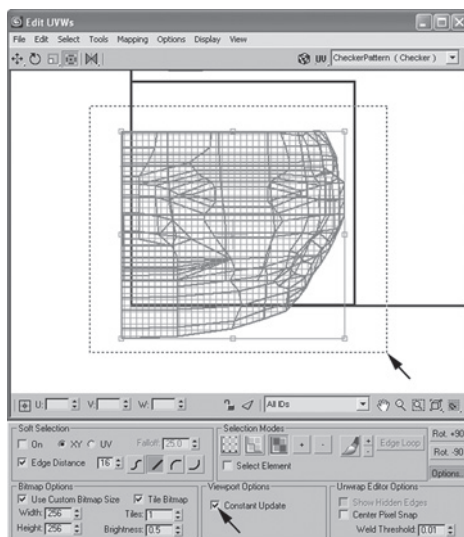 Edit UVWs
File Edit Select Tools Mapping Options Display View
UV CheckerPattern ( Checker )
U: V: W: All IDs
Soft Selection
On XY UV Falloff: 25.0
Edge Distance 16
Selection Modes
Edge Loop
Select Element
Rot. +90
Rot. -90
Options...
Bitmap Options
Use Custom Bitmap Size Tile Bitmap
Width: 256 Tiles: 1
Height: 256 Brightness: 0.5
Viewport Options
Constant Update
Unwrap Editor Options
Show Hidden Edges
Center Pixel Snap
Weld Threshold: 0.01